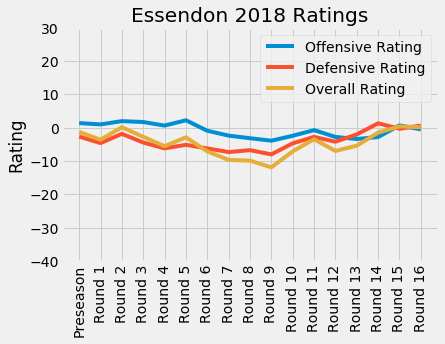 Essendon 2018 Ratings
Offensive Rating
Defensive Rating
Overall Rating
Rating
30
20
10
0
−10
−20
−30
−40
Preseason
Round 1
Round 2
Round 3
Round 4
Round 5
Round 6
Round 7
Round 8
Round 9
Round 10
Round 11
Round 12
Round 13
Round 14
Round 15
Round 16